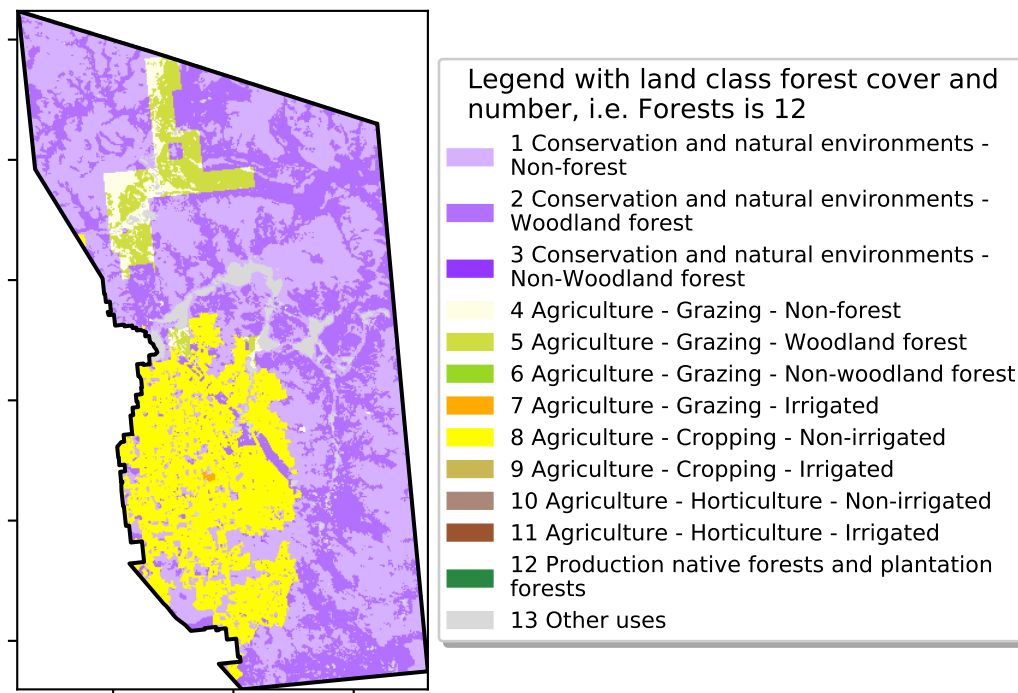 Legend with land class forest cover and
number, i.e. Forests is 12
1 Conservation and natural environments -
Non-forest
2 Conservation and natural environments -
Woodland forest
3 Conservation and natural environments -
Non-Woodland forest
4 Agriculture - Grazing - Non-forest
5 Agriculture - Grazing - Woodland forest
6 Agriculture - Grazing - Non-woodland forest
7 Agriculture - Grazing - Irrigated
8 Agriculture - Cropping - Non-irrigated
9 Agriculture - Cropping - Irrigated
10 Agriculture - Horticulture - Non-irrigated
11 Agriculture - Horticulture - Irrigated
12 Production native forests and plantation
forests
13 Other uses